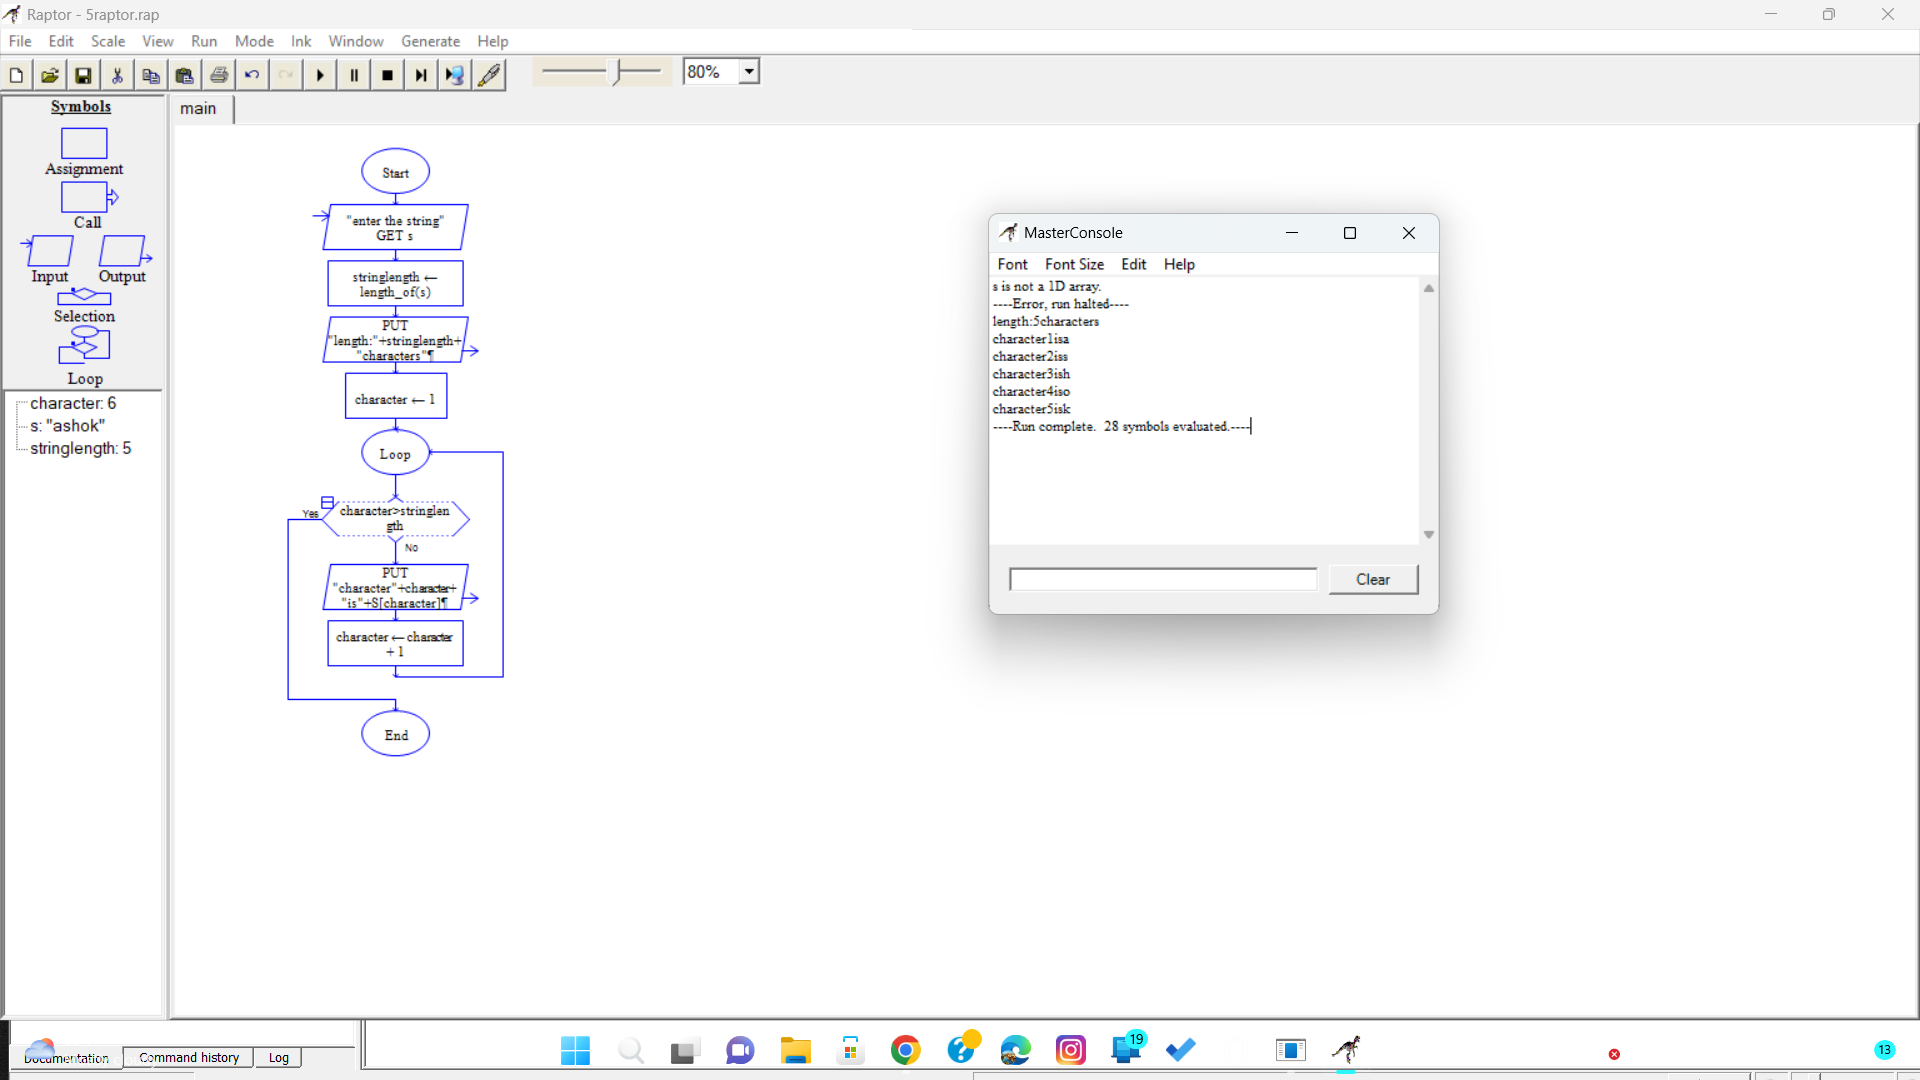 Raptor - 5raptor.rap
File Edit Scale View Run Mode Ink Window Generate Help
80%
Symbols
main
Assignment
Call
Input Output
Selection
Loop
character: 6
s: "ashok"
stringlength: 5
Start
"enter the string"
GET s
stringlength ←
length_of(s)
PUT
"length:"+stringlength+
"characters"¶
character ← 1
Loop
Yes
character>stringlen
gth
No
PUT
"character"+character+
"is"+S[character]¶
character ← character
+ 1
End
MasterConsole
Font Font Size Edit Help
s is not a 1D array.
----Error, run halted----
length:5characters
character1isa
character2iss
character3ish
character4iso
character5isk
----Run complete.  28 symbols evaluated.----
Clear
Documentation Command history Log
19
13